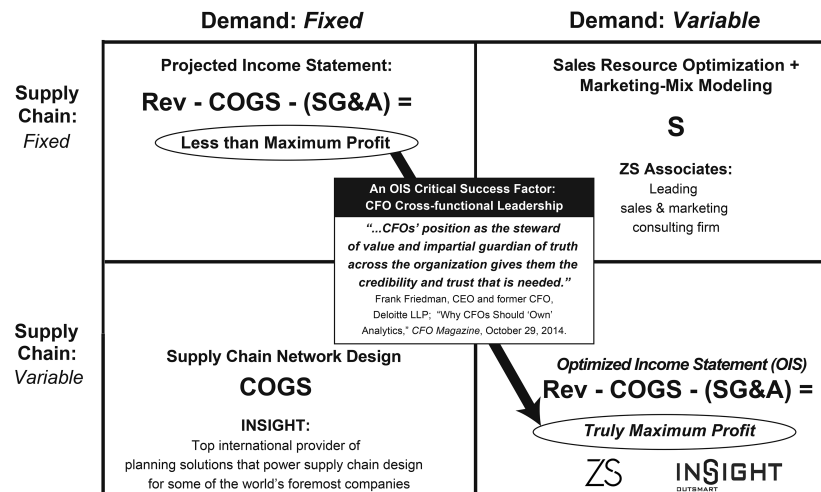 Demand: Fixed
Demand: Variable
Supply
Chain:
Fixed
Projected Income Statement:
Rev - COGS - (SG&A) =
Less than Maximum Profit
Sales Resource Optimization +
Marketing-Mix Modeling
S
ZS Associates:
Leading
sales & marketing
consulting firm
An OIS Critical Success Factor:
CFO Cross-functional Leadership
“...CFOs’ position as the steward
of value and impartial guardian of truth
across the organization gives them the
credibility and trust that is needed.”
Frank Friedman, CEO and former CFO,
Deloitte LLP; “Why CFOs Should ‘Own’
Analytics,” CFO Magazine, October 29, 2014.
Supply
Chain:
Variable
Supply Chain Network Design
COGS
INSIGHT:
Top international provider of
planning solutions that power supply chain design
for some of the world’s foremost companies
Optimized Income Statement (OIS)
Rev - COGS - (SG&A) =
Truly Maximum Profit
ZS
INSIGHT
OUTSMART